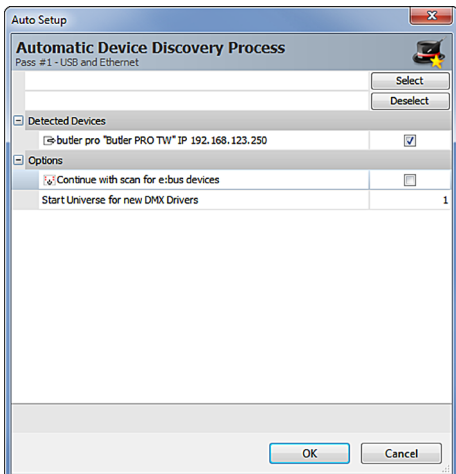 Auto Setup
Automatic Device Discovery Process
Pass #1 - USB and Ethernet
Select
Deselect
Detected Devices
butler pro "Butler PRO TW" IP 192.168.123.250
Options
Continue with scan for e:bus devices
Start Universe for new DMX Drivers 1
OK Cancel